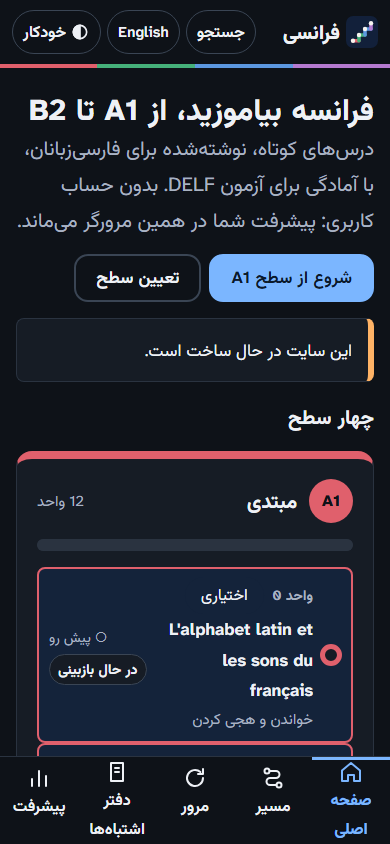 فرانسی
جستجو
English
خودکار
فرانسه بیاموزید، از A1 تا B2
درس‌های کوتاه، نوشته‌شده برای فارسی‌زبانان،
با آمادگی برای آزمون DELF. بدون حساب
کاربری: پیشرفت شما در همین مرورگر می‌ماند.
شروع از سطح A1
تعیین سطح
این سایت در حال ساخت است.
چهار سطح
A1
مبتدی
12 واحد
واحد 0
اختیاری
L'alphabet latin et
les sons du
français
خواندن و هجی کردن
پیش رو
در حال بازبینی
صفحه
اصلی
مسیر
مرور
دفتر
اشتباه‌ها
پیشرفت